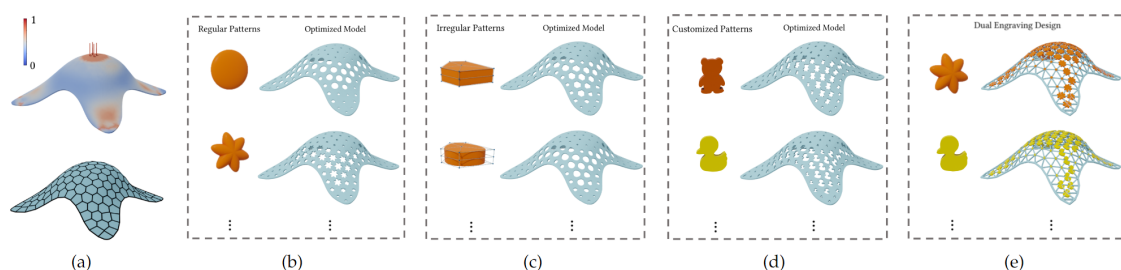 1
0
Regular Patterns
Optimized Model
⋮
⋮
Irregular Patterns
Optimized Model
⋮
⋮
Customized Patterns
Optimized Model
⋮
⋮
Dual Engraving Design
⋮
⋮
(a)
(b)
(c)
(d)
(e)